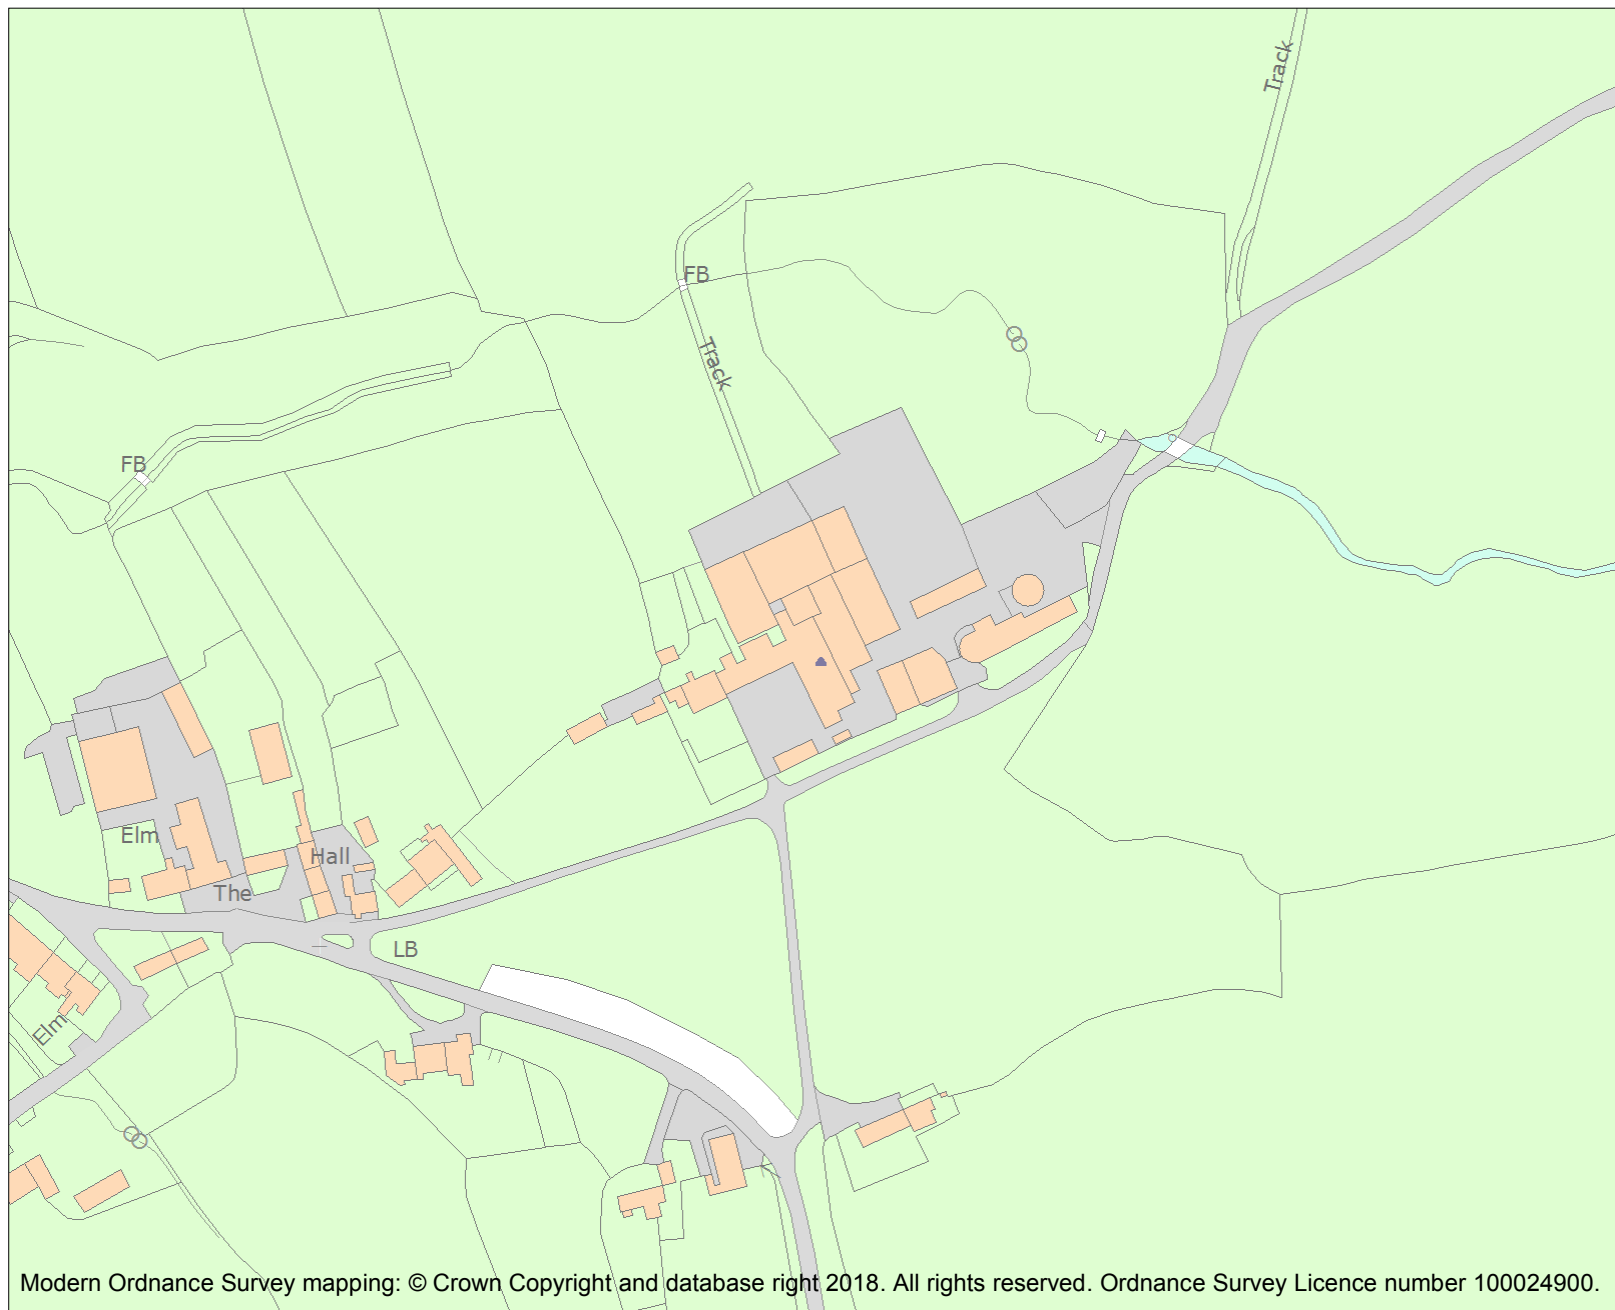 Track
FB
Track
FB
Elm
Hall
The
LB
Elm
Modern Ordnance Survey mapping: © Crown Copyright and database right 2018. All rights reserved. Ordnance Survey Licence number 100024900.